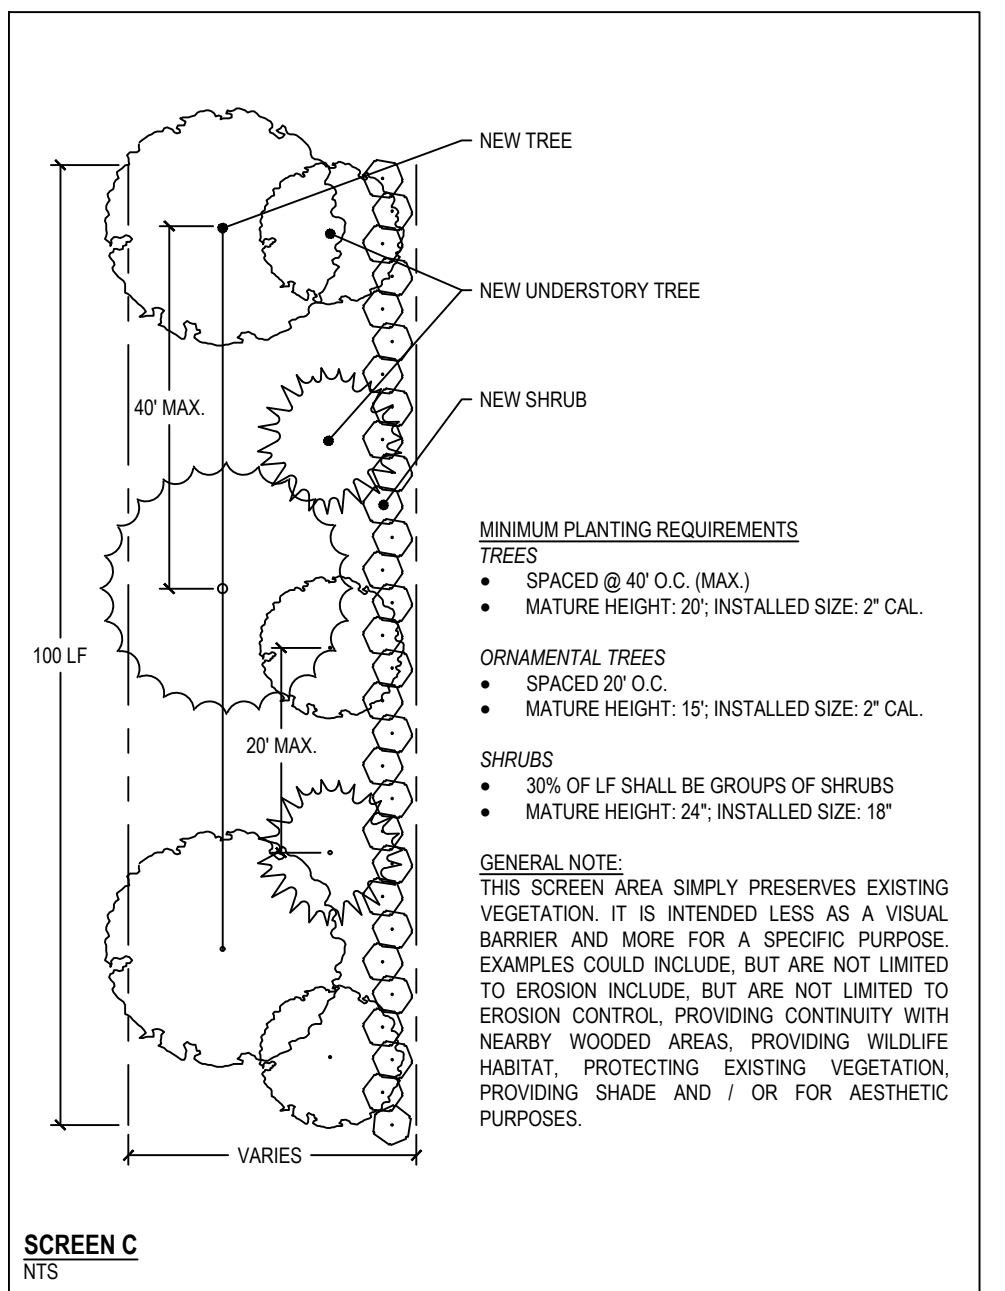 NEW TREE
NEW UNDERSTORY TREE
40' MAX.
NEW SHRUB
100 LF
20' MAX.
VARIES
MINIMUM PLANTING REQUIREMENTS
TREES
• SPACED @ 40' O.C. (MAX.)
• MATURE HEIGHT: 20'; INSTALLED SIZE: 2" CAL.
ORNAMENTAL TREES
• SPACED 20' O.C.
• MATURE HEIGHT: 15'; INSTALLED SIZE: 2" CAL.
SHRUBS
• 30% OF LF SHALL BE GROUPS OF SHRUBS
• MATURE HEIGHT: 24"; INSTALLED SIZE: 18"
GENERAL NOTE:
THIS SCREEN AREA SIMPLY PRESERVES EXISTING
VEGETATION. IT IS INTENDED LESS AS A VISUAL
BARRIER AND MORE FOR A SPECIFIC PURPOSE.
EXAMPLES COULD INCLUDE, BUT ARE NOT LIMITED
TO EROSION INCLUDE, BUT ARE NOT LIMITED TO
EROSION CONTROL, PROVIDING CONTINUITY WITH
NEARBY WOODED AREAS, PROVIDING WILDLIFE
HABITAT, PROTECTING EXISTING VEGETATION,
PROVIDING SHADE AND / OR FOR AESTHETIC
PURPOSES.
SCREEN C
NTS